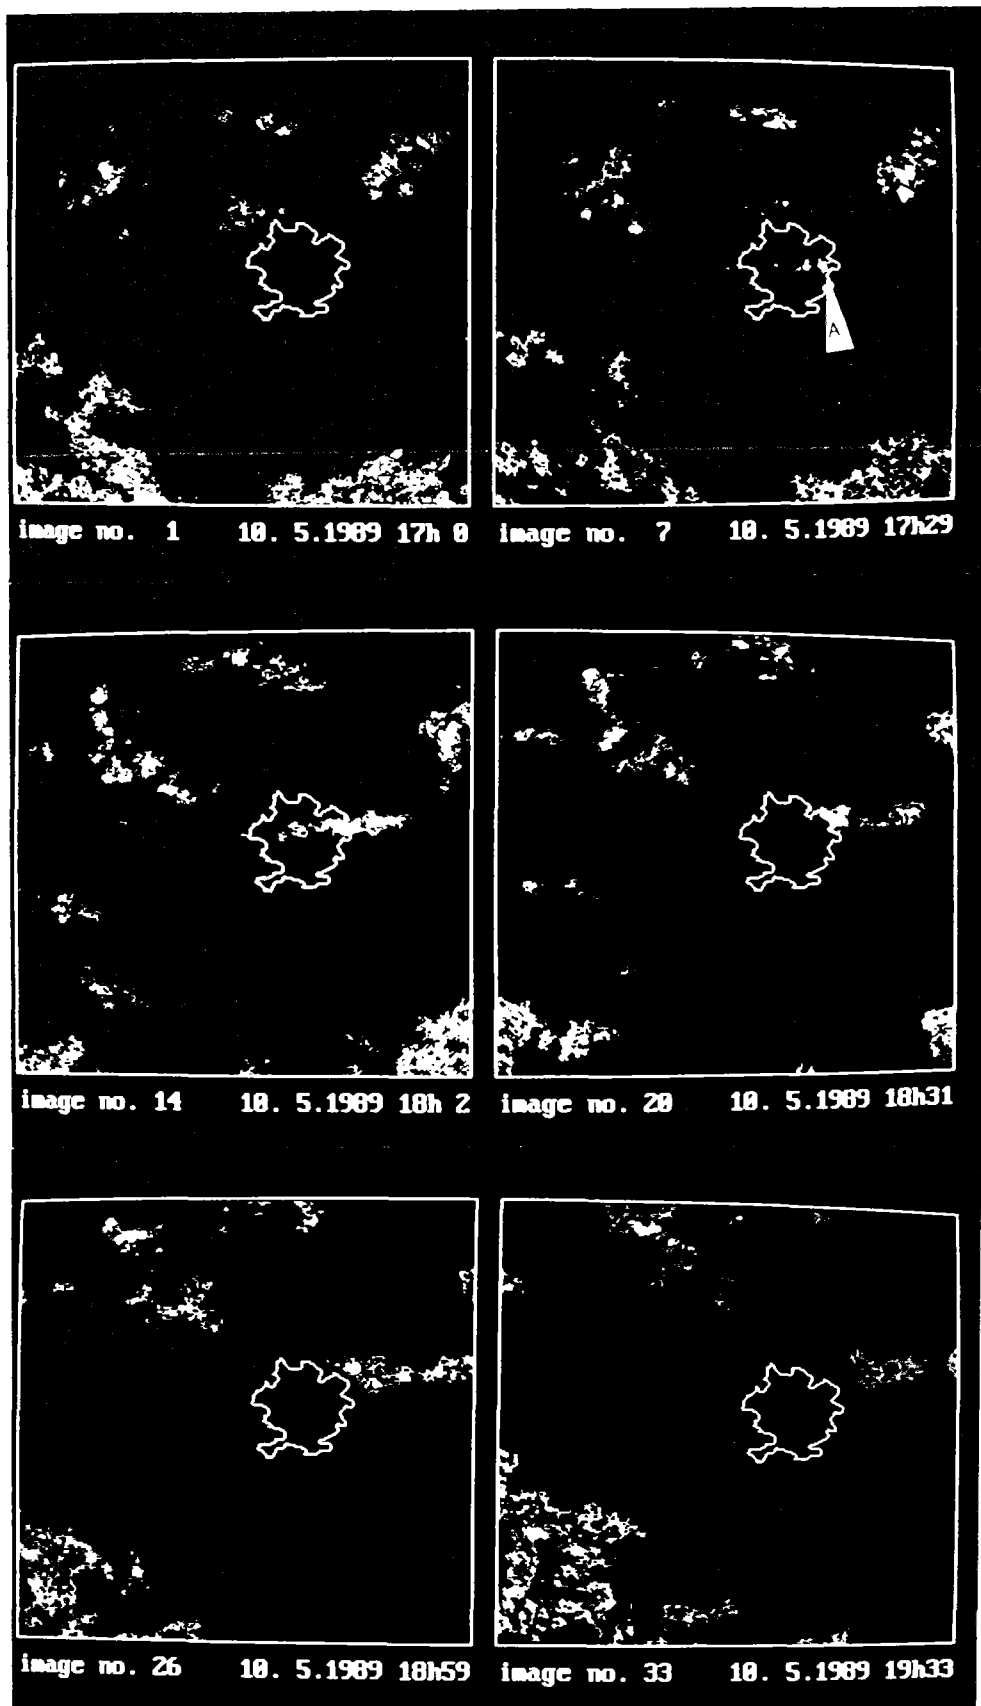 A
image no. 1 10. 5.1989 17h 0
image no. 7 10. 5.1989 17h29
image no. 14 10. 5.1989 18h 2
image no. 20 10. 5.1989 18h31
image no. 26 10. 5.1989 18h59
image no. 33 10. 5.1989 19h33